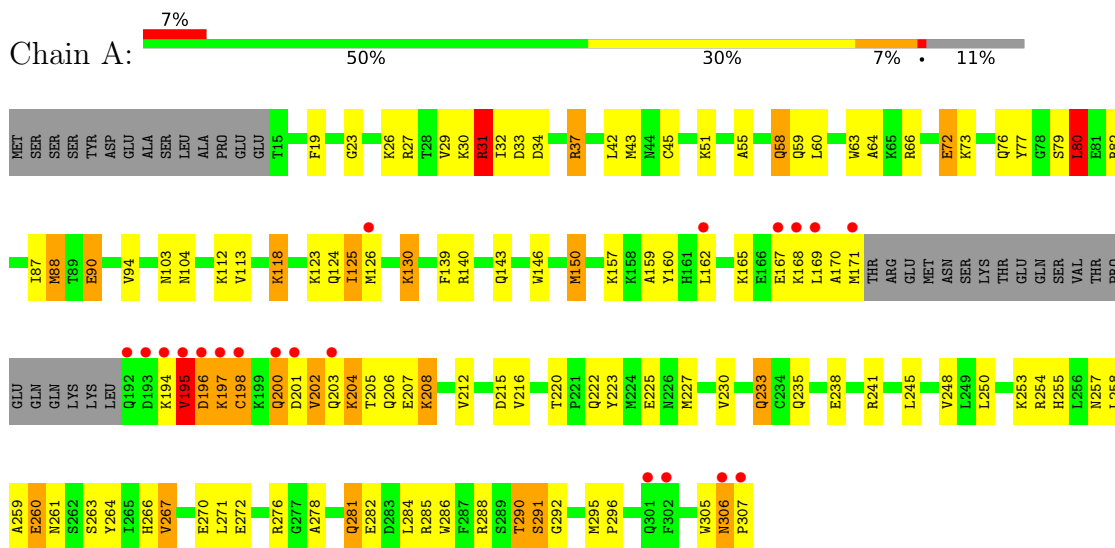 7%
Chain A:
50% 30% 7% • 11%
MET SER SER SER TYR ASP GLU ALA SER LEU ALA PRO GLU GLU T15 F19 G23 K26 R27 T28 V29 K30 R31 I32 D33 D34 R37 L42 M43 N44 C45 K51 A55 Q58 Q59 L60 W63 A64 K65 R66 E72 K73 Q76 Y77 G78 S79 L80 E81
I87 M88 T89 E90 V94 N103 N104 K112 V113 K118 K123 Q124 I125 M126 K130 F139 R140 Q143 W146 M150 K157 K158 A159 Y160 H161 L162 K165 E166 E167 K168 L169 A170 M171 THR ARG GLU MET ASN SER LYS THR GLU GLN SER VAL THR PRO
GLU GLN GLN LYS LYS LEU Q192 D193 K194 V195 D196 K197 C198 K199 Q200 D201 V202 Q203 K204 T205 Q206 E207 K208 V212 D215 V216 T220 P221 Q222 Y223 M224 E225 N226 M227 V230 Q233 C234 Q235 E238 R241 L245 V248 L249 L250 K253 R254 H255 L256 N257 L258
A259 E260 N261 S262 S263 Y264 I265 H266 V267 E270 L271 E272 R276 G277 A278 Q281 E282 D283 L284 R285 W286 F287 R288 S289 T290 S291 G292 M295 P296 Q301 F302 W305 N306 P307